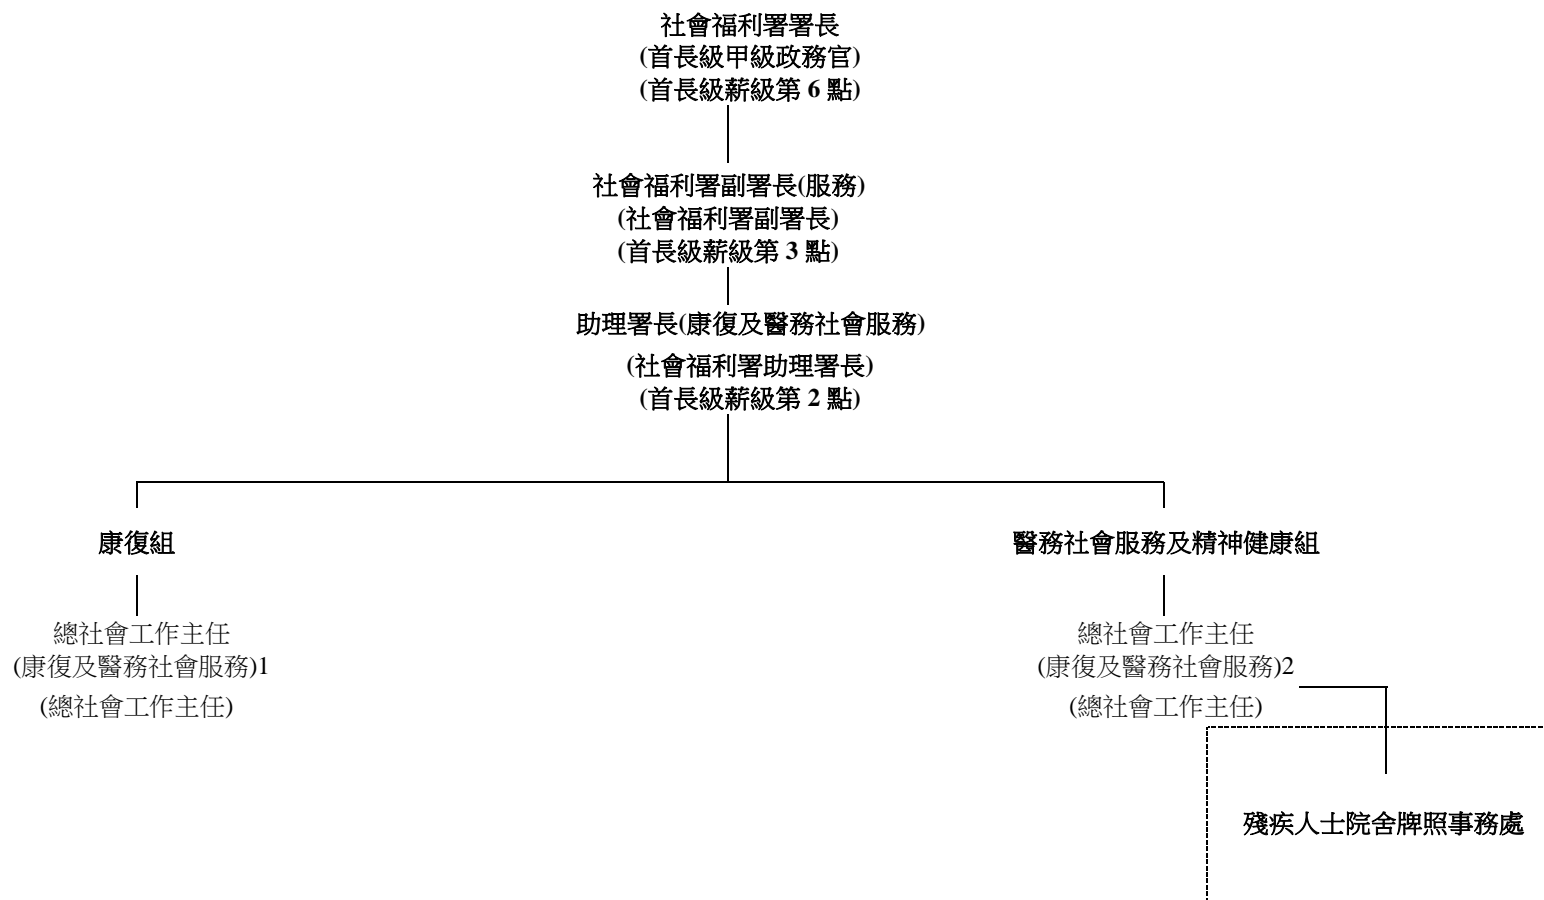 社會福利署署長
(首長級甲級政務官)
(首長級薪級第 6 點)
社會福利署副署長(服務)
(社會福利署副署長)
(首長級薪級第 3 點)
助理署長(康復及醫務社會服務)
(社會福利署助理署長)
(首長級薪級第 2 點)
康復組
總社會工作主任
(康復及醫務社會服務)1
(總社會工作主任)
醫務社會服務及精神健康組
總社會工作主任
(康復及醫務社會服務)2
(總社會工作主任)
殘疾人士院舍牌照事務處